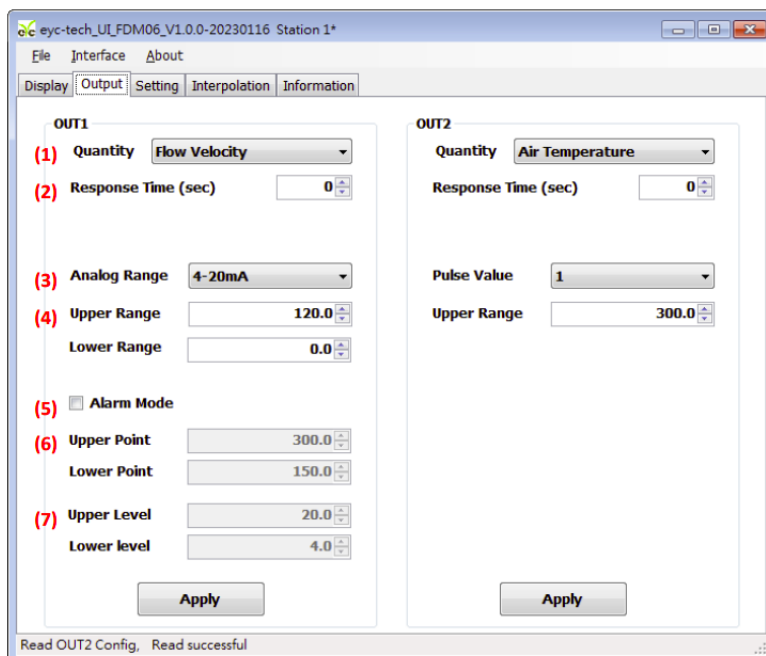 eyc-tech_UI_FDM06_V1.0.0-20230116 Station 1*
File Interface About
Display Output Setting Interpolation Information
OUT1
(1) Quantity Flow Velocity
(2) Response Time (sec) 0
(3) Analog Range 4-20mA
(4) Upper Range 120.0
Lower Range 0.0
(5) Alarm Mode
(6) Upper Point 300.0
Lower Point 150.0
(7) Upper Level 20.0
Lower level 4.0
Apply
OUT2
Quantity Air Temperature
Response Time (sec) 0
Pulse Value 1
Upper Range 300.0
Apply
Read OUT2 Config, Read successful